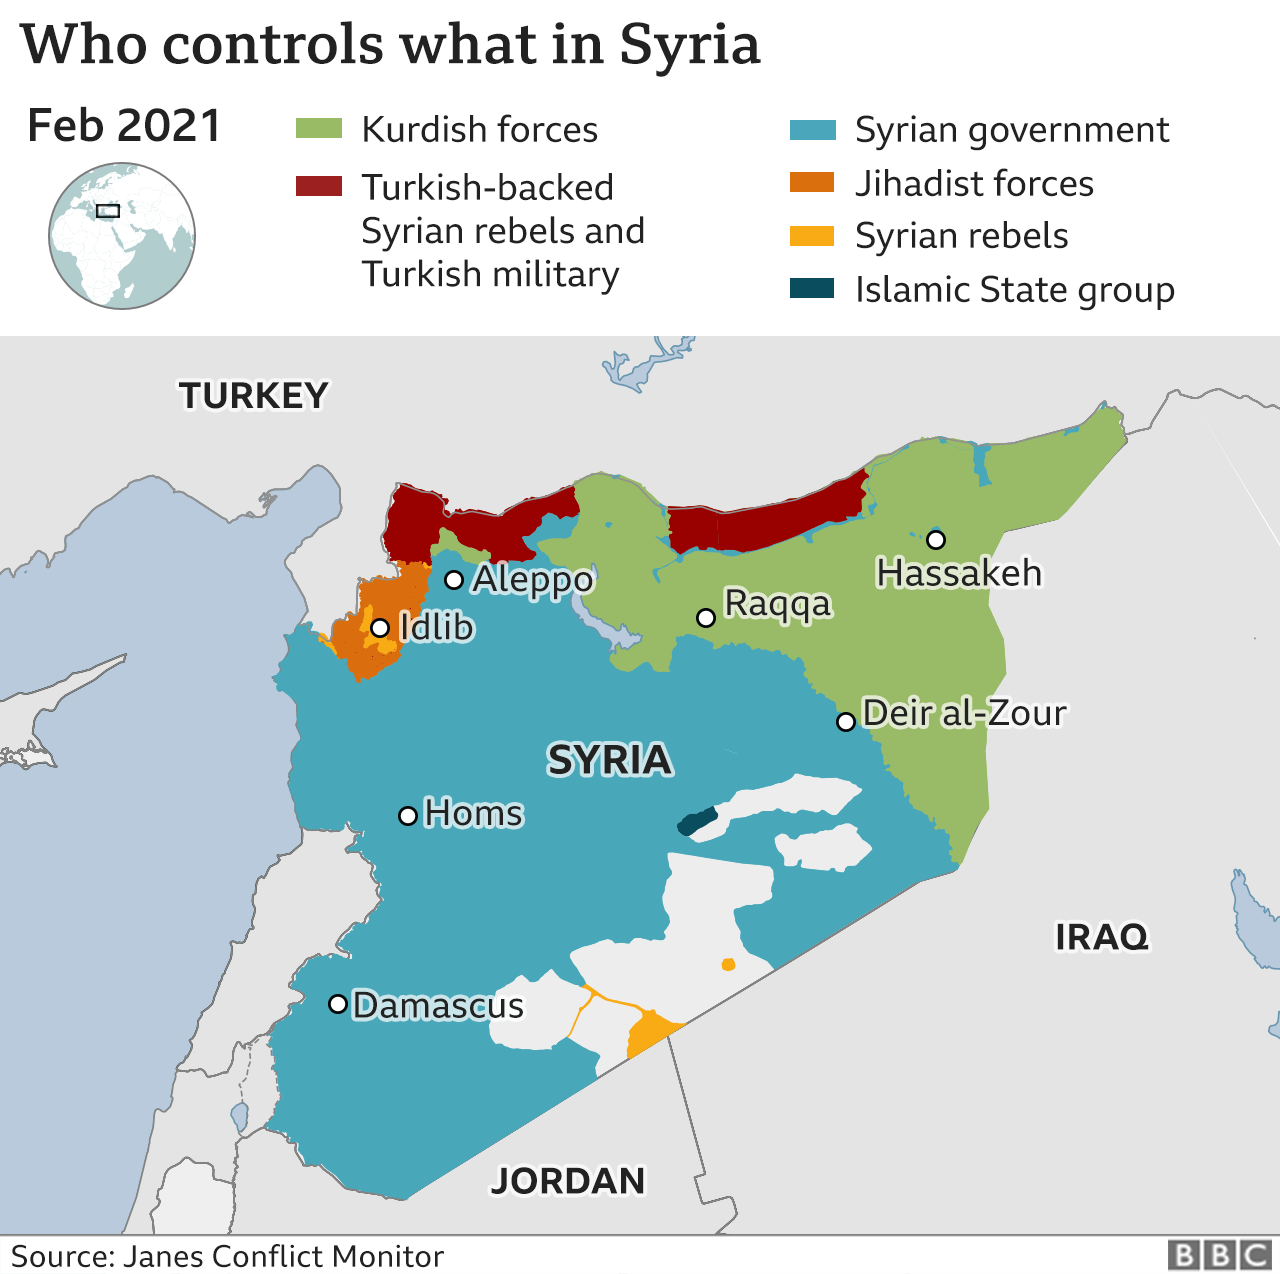 Who controls what in Syria
Feb 2021
Kurdish forces
Turkish-backed
Syrian rebels and
Turkish military
Syrian government
Jihadist forces
Syrian rebels
Islamic State group
TURKEY
Hassakeh
Aleppo
Raqqa
Idlib
Deir al-Zour
SYRIA
Homs
IRAQ
Damascus
JORDAN
Source: Janes Conflict Monitor
BBC